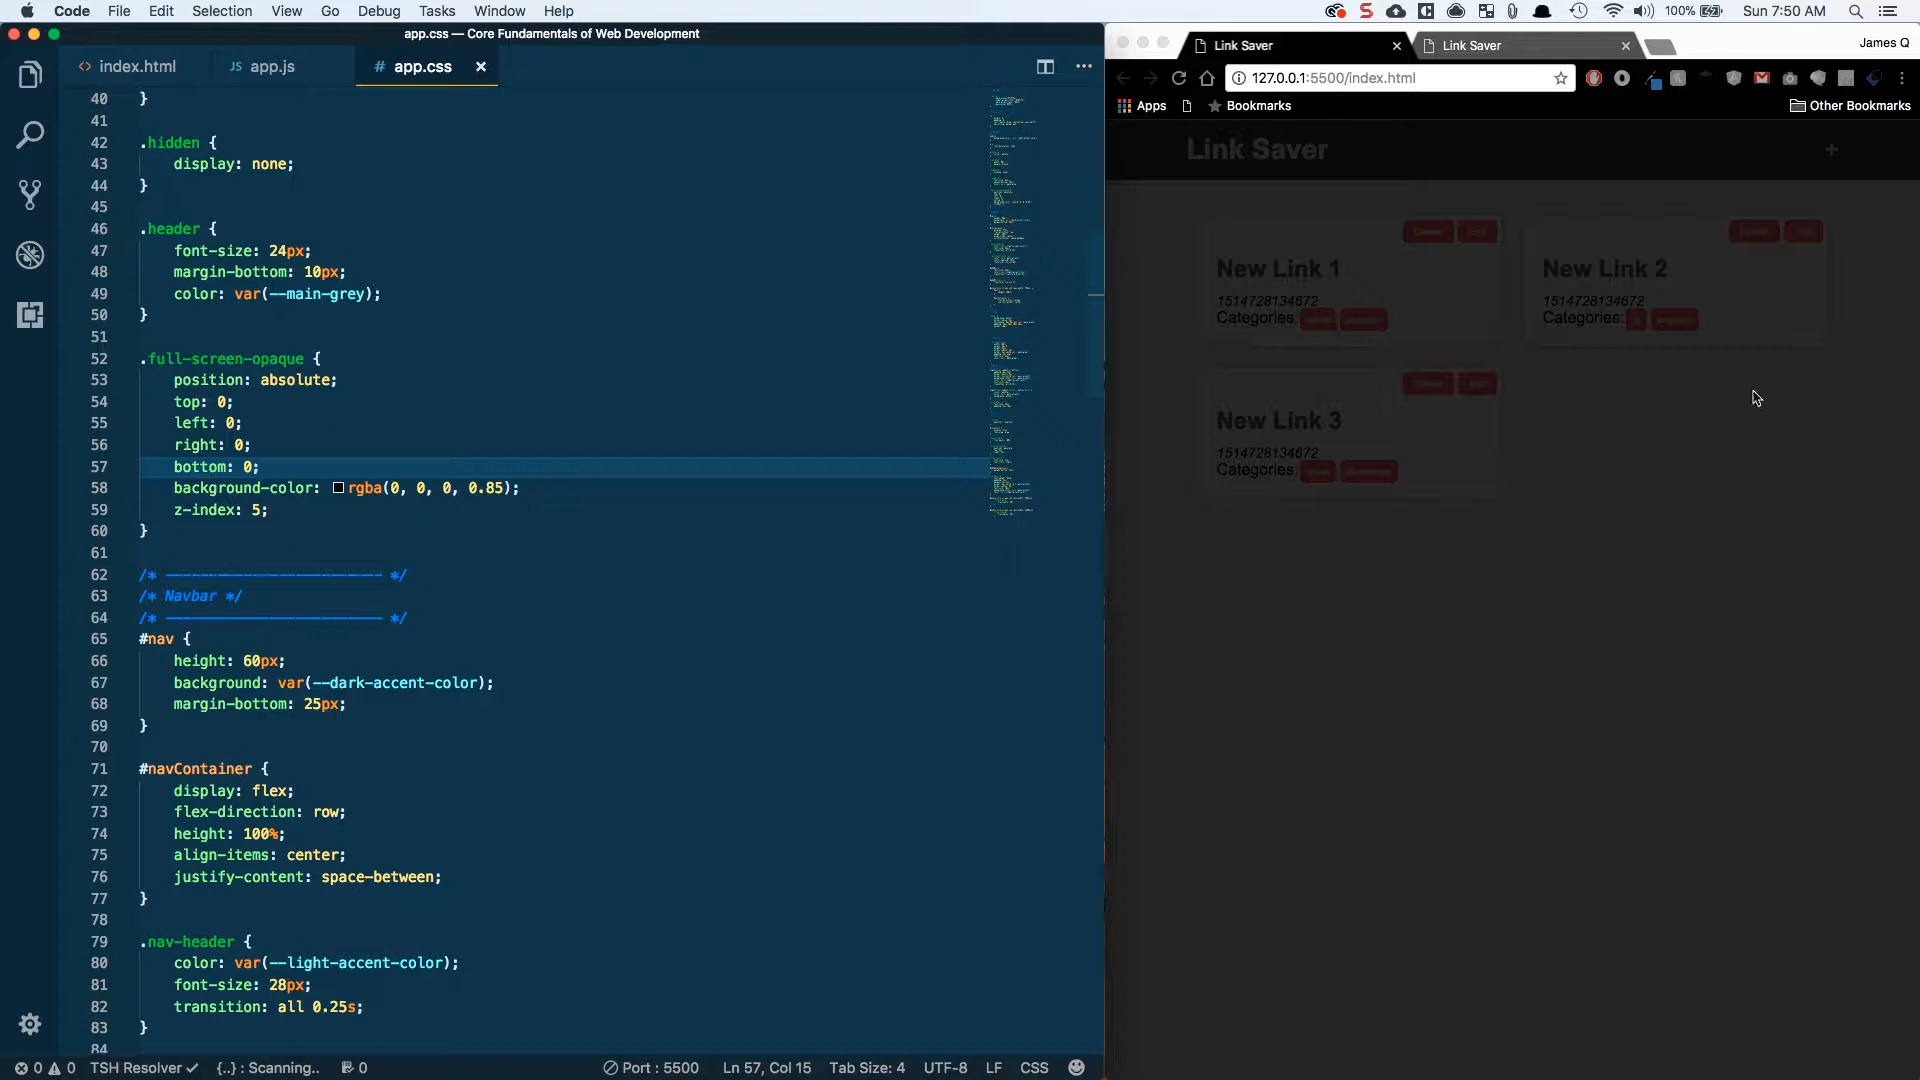 Code File Edit Selection View Go Debug Tasks Window Help 100% Sun 7:50 AM
app.css — Core Fundamentals of Web Development
index.html JS app.js # app.css
40 }
41
42 .hidden {
43 display: none;
44 }
45
46 .header {
47 font-size: 24px;
48 margin-bottom: 10px;
49 color: var(--main-grey);
50 }
51
52 .full-screen-opaque {
53 position: absolute;
54 top: 0;
55 left: 0;
56 right: 0;
57 bottom: 0;
58 background-color: rgba(0, 0, 0, 0.85);
59 z-index: 5;
60 }
61
62 /* ------------------------- */
63 /* Navbar */
64 /* ------------------------- */
65 #nav {
66 height: 60px;
67 background: var(--dark-accent-color);
68 margin-bottom: 25px;
69 }
70
71 #navContainer {
72 display: flex;
73 flex-direction: row;
74 height: 100%;
75 align-items: center;
76 justify-content: space-between;
77 }
78
79 .nav-header {
80 color: var(--light-accent-color);
81 font-size: 28px;
82 transition: all 0.25s;
83 }
84
0 0 TSH Resolver ✓ {..} : Scanning.. 0 Port : 5500 Ln 57, Col 15 Tab Size: 4 UTF-8 LF CSS
Link Saver Link Saver James Q
127.0.0.1:5500/index.html
Apps Bookmarks Other Bookmarks
Link Saver +
New Link 1
1514728134672
Categories:
New Link 2
1514728134672
Categories:
New Link 3
1514728134672
Categories: